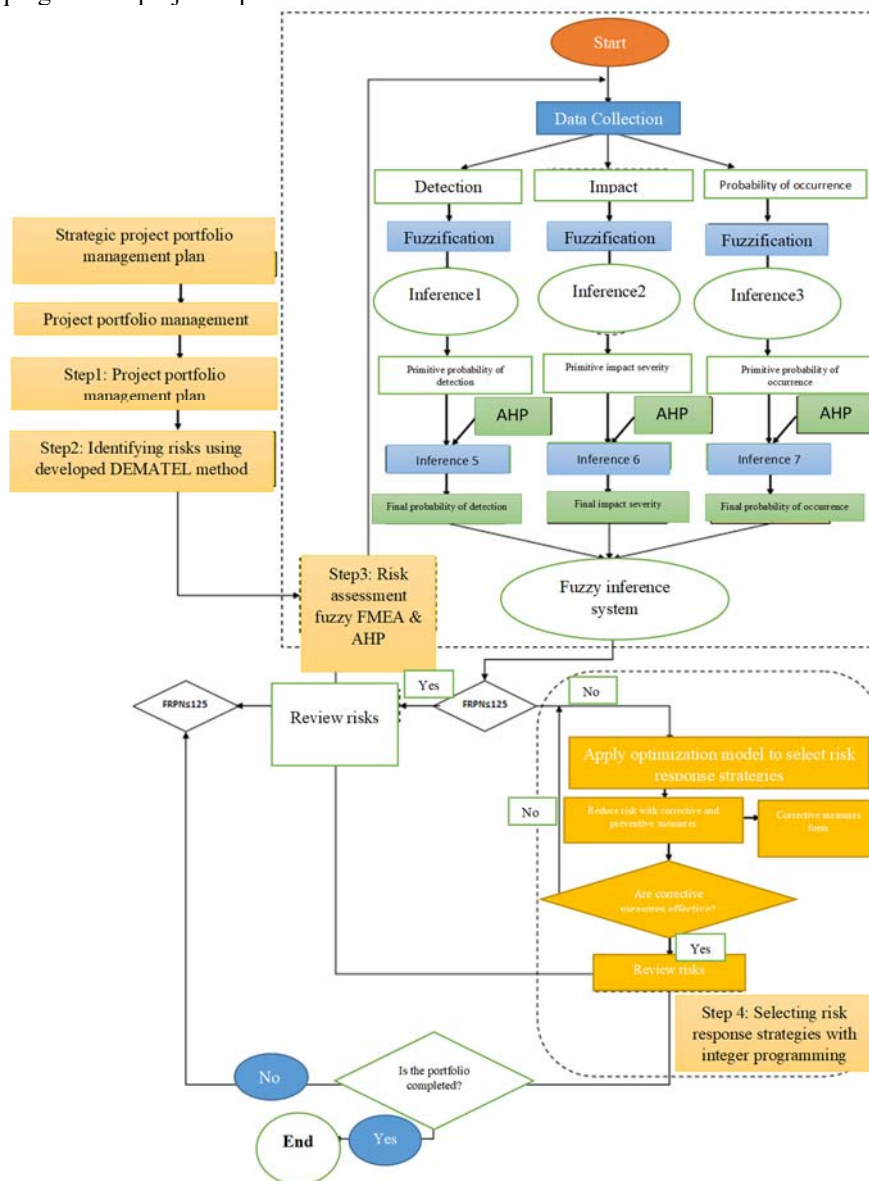 Start
Data Collection
Detection
Impact
Probability of occurrence
Fuzzification
Fuzzification
Fuzzification
Inference1
Inference2
Inference3
Primitive probability of
detection
Primitive impact severity
Primitive probability of
occurrence
AHP
AHP
AHP
Inference 5
Inference 6
Inference 7
Final probability of detection
Final impact severity
Final probability of occurrence
Fuzzy inference
system
Strategic project portfolio
management plan
Project portfolio management
Step1: Project portfolio
management plan
Step2: Identifying risks using
developed DEMATEL method
Step3: Risk
assessment
fuzzy FMEA &
AHP
FRPN≤125
Review risks
Yes
FRPN≤125
No
Apply optimization model to select risk
response strategies
No
Reduce risk with corrective and
preventive measures
Corrective measures
form
Are corrective
measures effective?
Yes
Review risks
Step 4: Selecting risk
response strategies with
integer programming
Is the portfolio
completed?
No
Yes
End